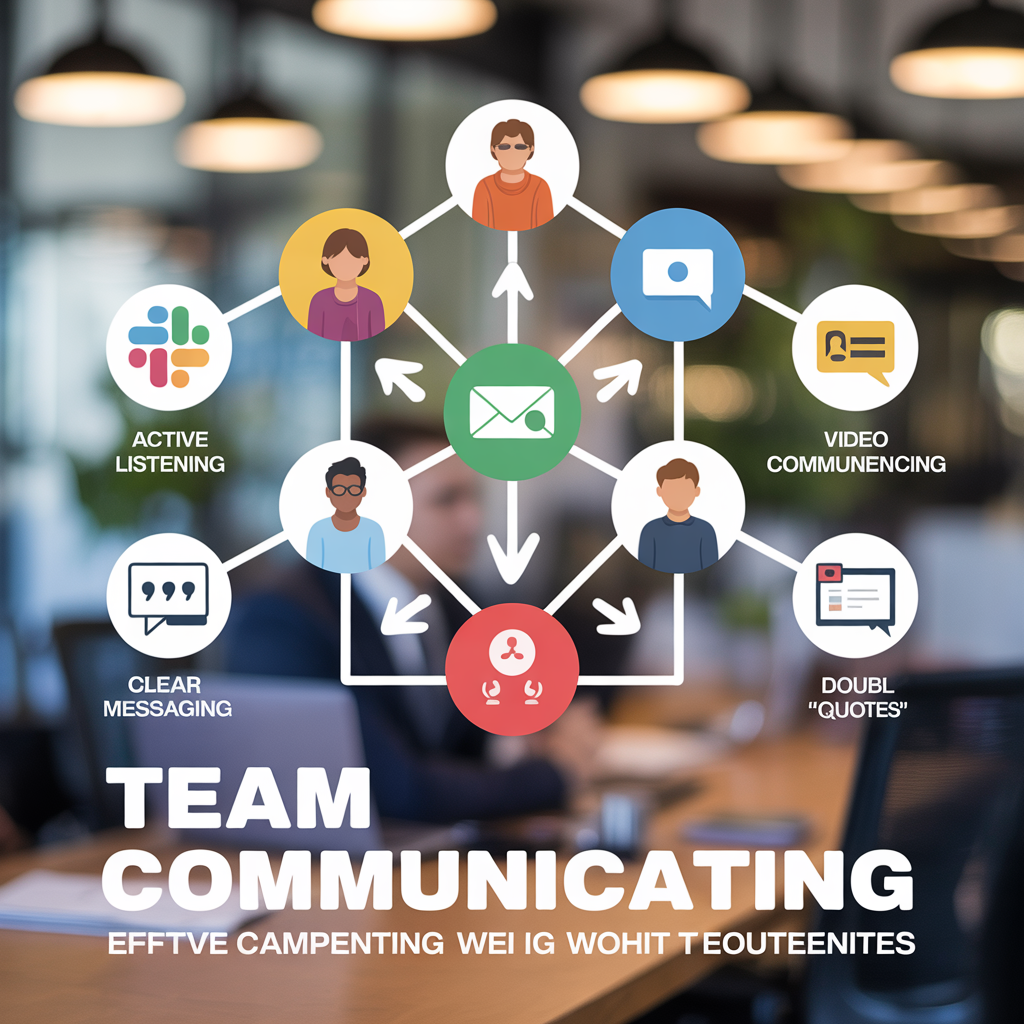 ACTIVE
LISTENING
VIDEO
COMMUNENCING
CLEAR
MESSAGING
DOUBL
“QUOTES”
TEAM
COMMUNICATING
EFFTVE CAMPENTING WEI IG WOHIT TEOUTEENITES